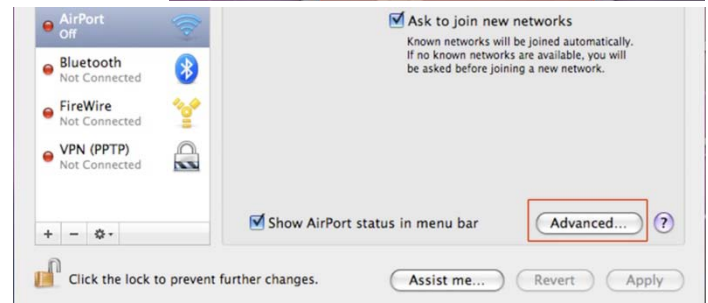 AirPort
Off
Bluetooth
Not Connected
FireWire
Not Connected
VPN (PPTP)
Not Connected
Ask to join new networks
Known networks will be joined automatically.
If no known networks are available, you will
be asked before joining a new network.
Show AirPort status in menu bar
Advanced...
?
+ −
Click the lock to prevent further changes.
Assist me...
Revert
Apply